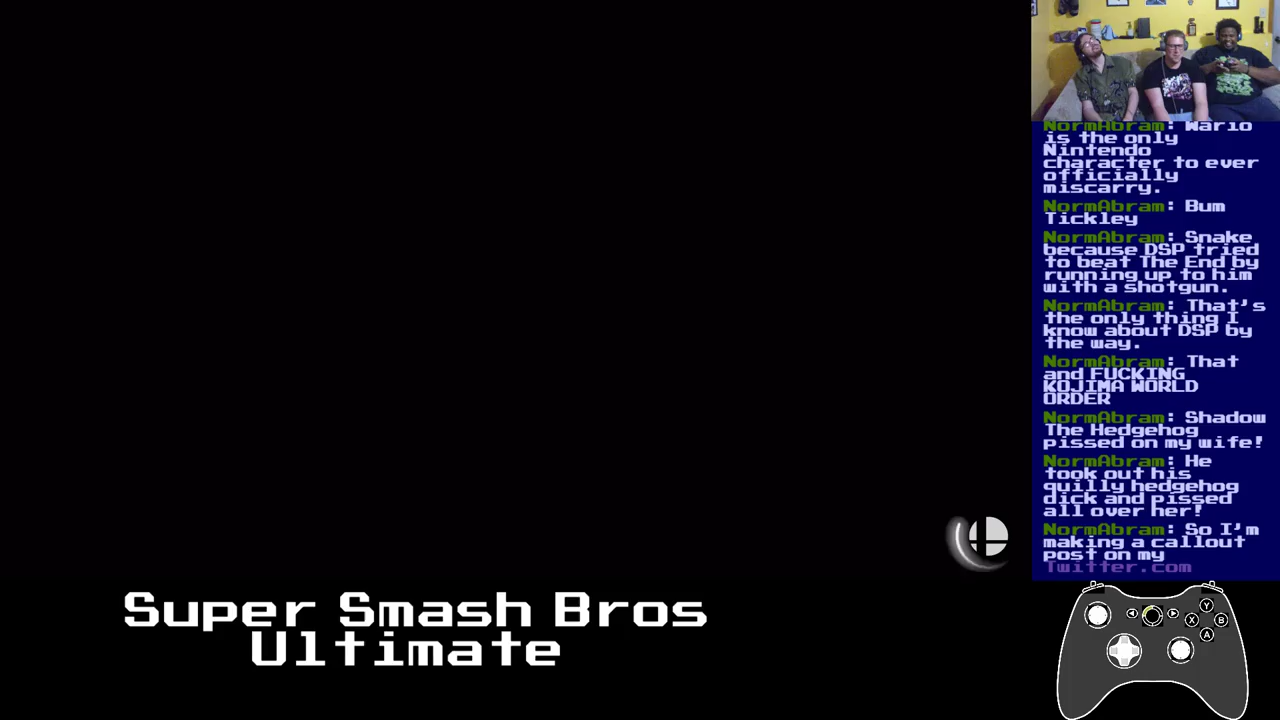 NormAbram: Wario
is the only
Nintendo
character to ever
officially
miscarry.
NormAbram: Bum
Tickley
NormAbram: Snake
because DSP tried
to beat The End by
running up to him
with a shotgun.
NormAbram: That's
the only thing I
know about DSP by
the way.
NormAbram: That
and FUCKING
KOJIMA WORLD
ORDER
NormAbram: Shadow
The Hedgehog
pissed on my wife!
NormAbram: He
took out his
quilly hedgehog
dick and pissed
all over her!
NormAbram: So I'm
making a callout
post on my
Twitter.com
Super Smash Bros
Ultimate
Y
X
B
A